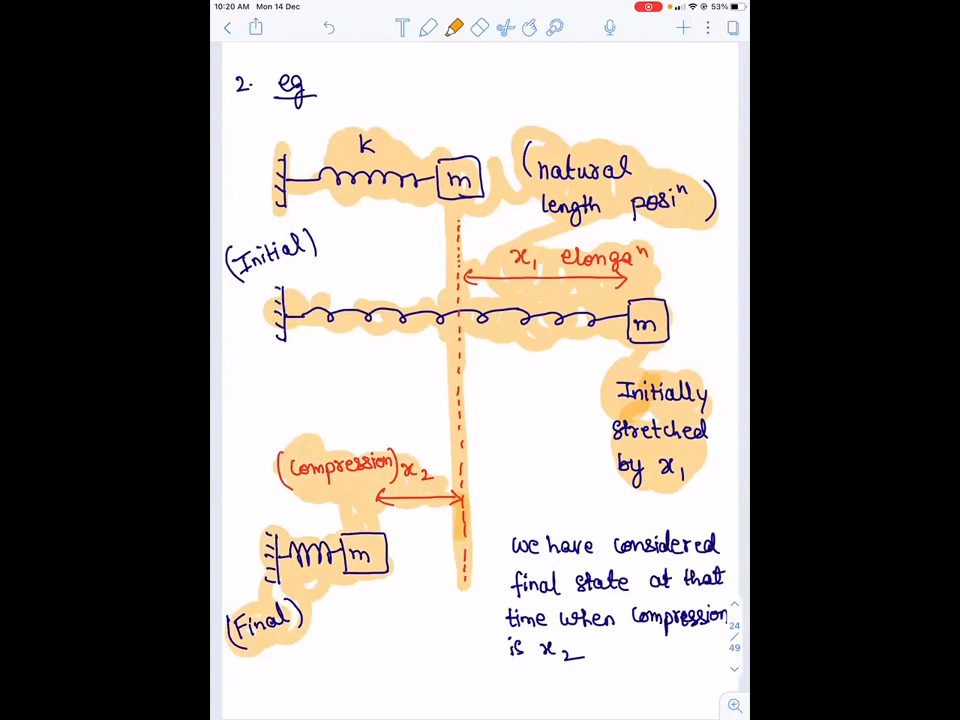 10:20 AM Mon 14 Dec
53%
2. eg
K
m
(natural
length posiⁿ)
(Initial)
x₁ elongaⁿ
m
Initially
stretched
by x₁
(compression) x₂
m
(Final)
we have considered
final state at that
time when compression
is x₂
24
/
49